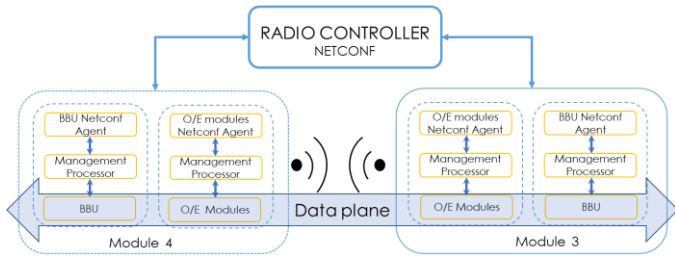 RADIO CONTROLLER
NETCONF
BBU Netconf
Agent
O/E modules
Netconf Agent
O/E modules
Netconf Agent
BBU Netconf
Agent
Management
Processor
Management
Processor
Management
Processor
Management
Processor
BBU
O/E Modules
Data plane
O/E Modules
BBU
Module 4
Module 3